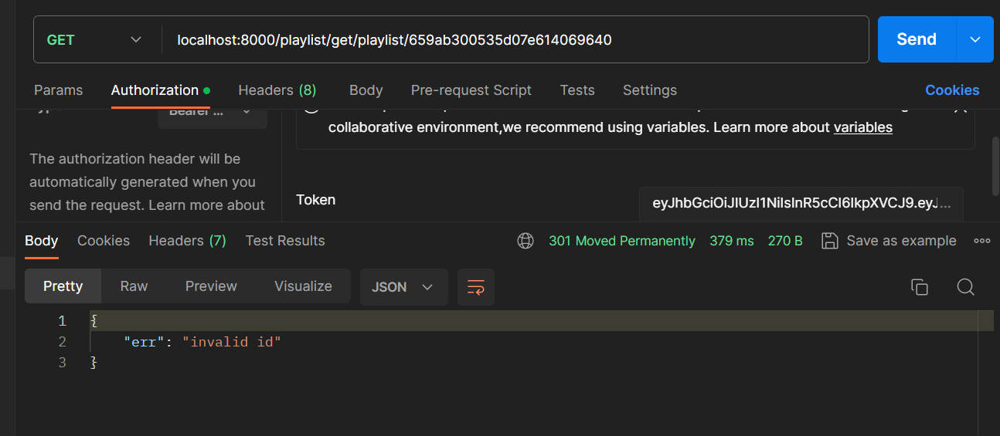 GET localhost:8000/playlist/get/playlist/659ab300535d07e614069640 Send
Params Authorization Headers (8) Body Pre-request Script Tests Settings Cookies
Bearer ...
collaborative environment,we recommend using variables. Learn more about variables
The authorization header will be
automatically generated when you
send the request. Learn more about
Token eyJhbGciOiJIUzI1NiIsInR5cCI6IkpXVCJ9.eyJ...
Body Cookies Headers (7) Test Results 301 Moved Permanently 379 ms 270 B Save as example
Pretty Raw Preview Visualize JSON
1 {
2 "err": "invalid id"
3 }